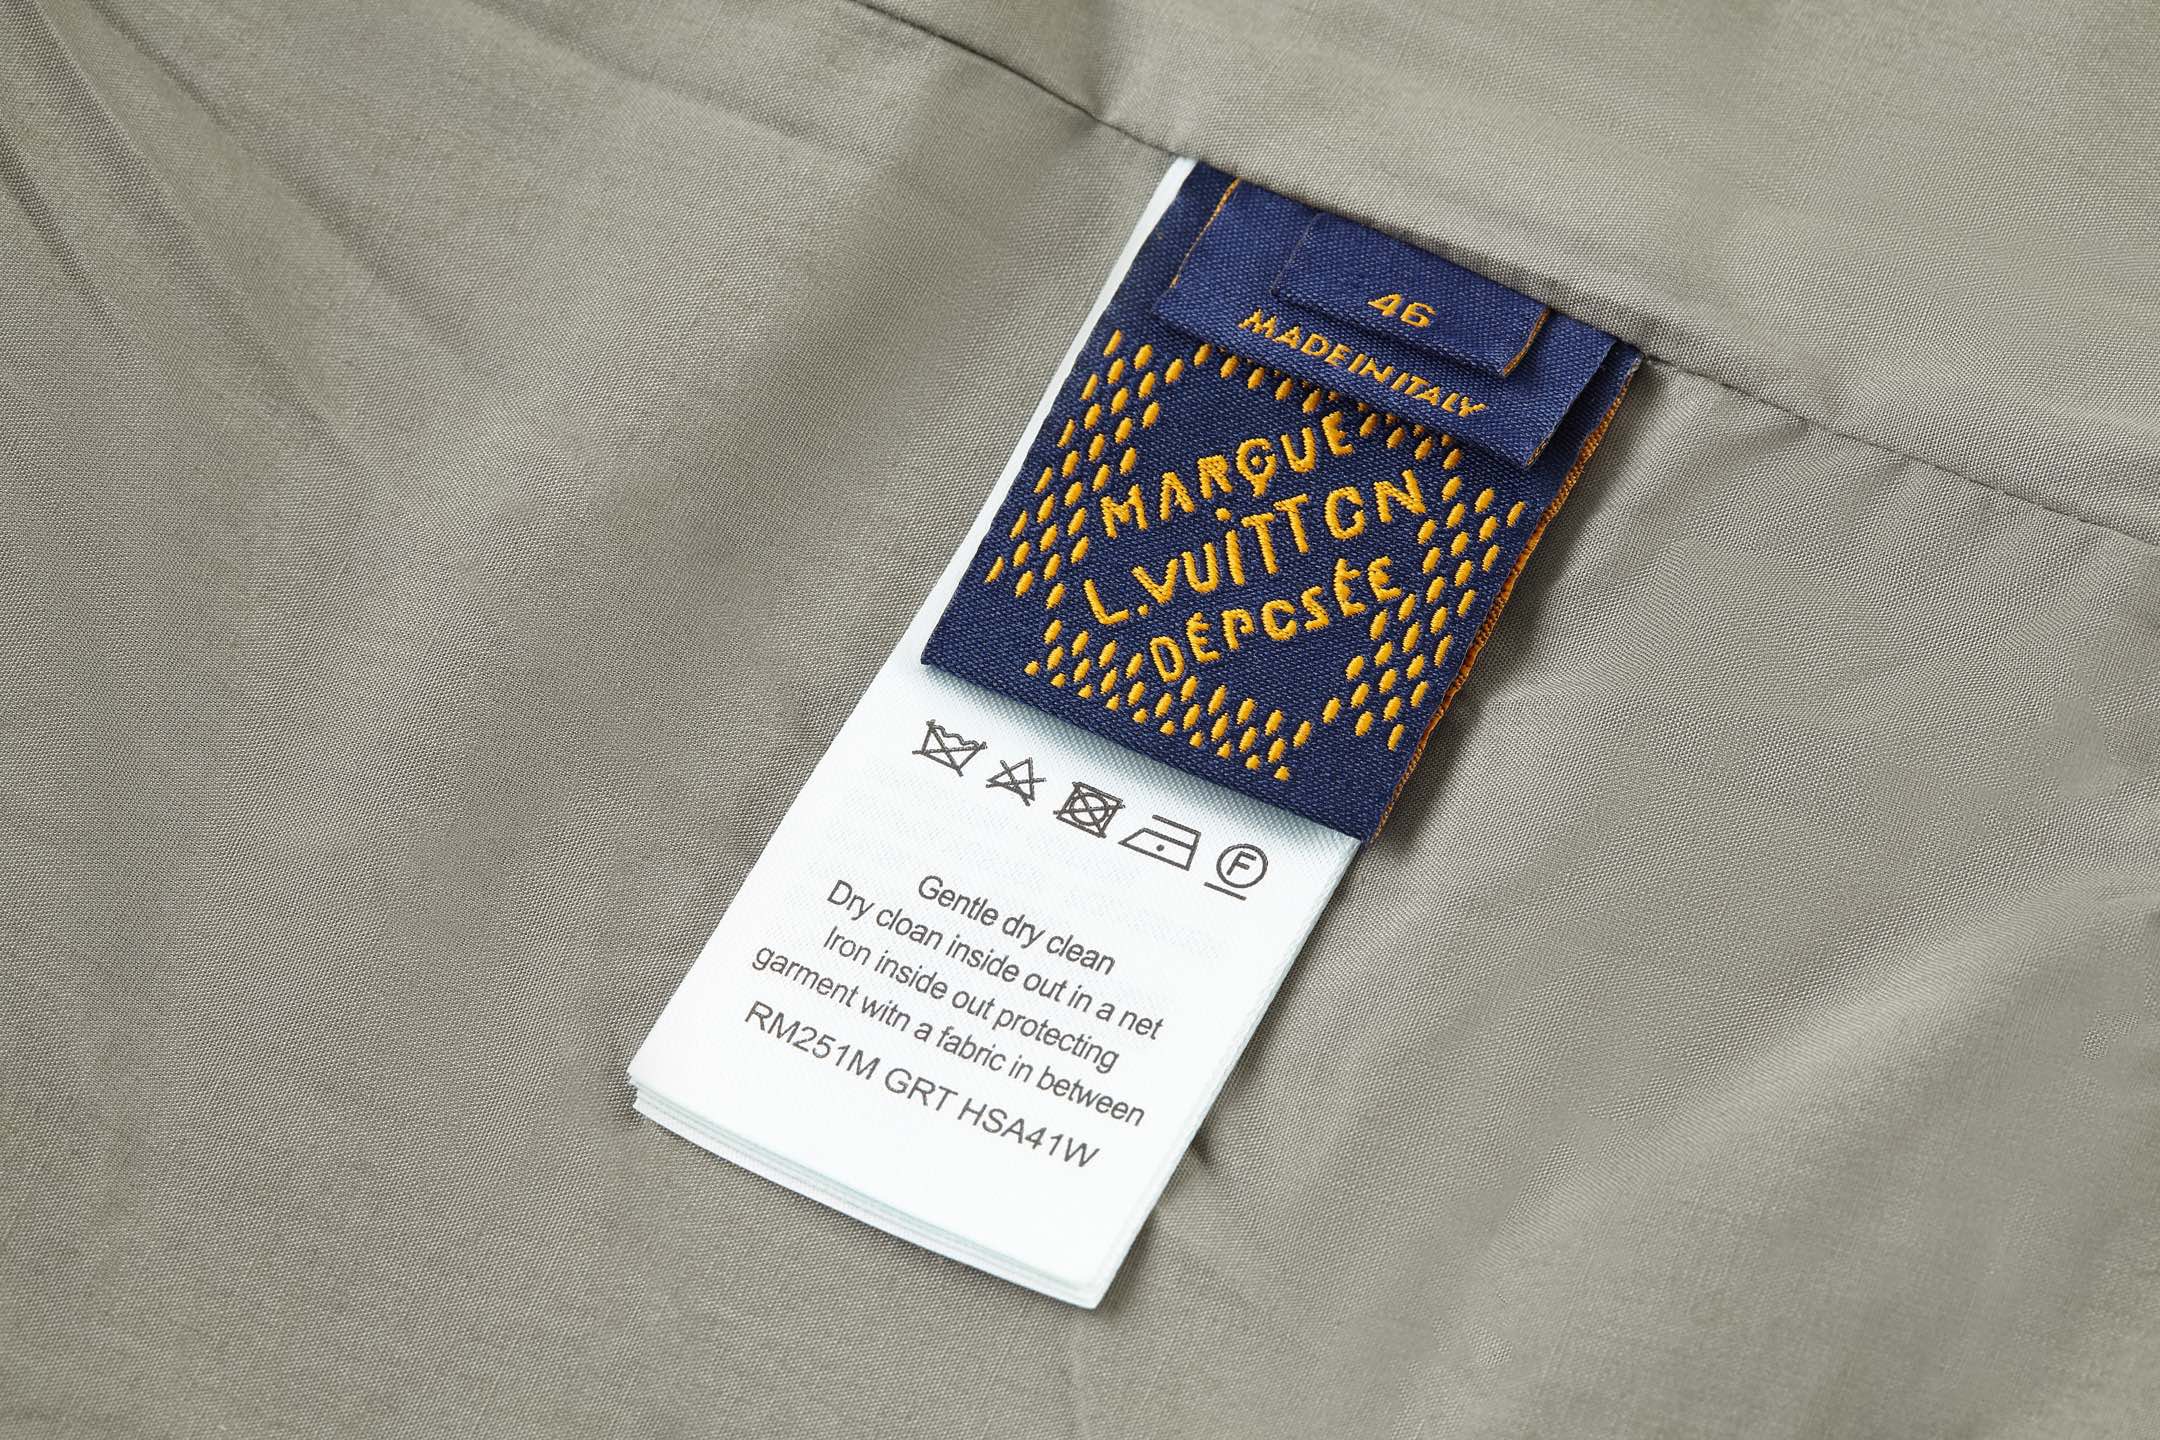 46
MADE IN ITALY
MARQUE
L.VUiTTON
DÉPOSÉE
F
Gentle dry clean
Dry cloan inside out in a net
Iron inside out protecting
garment witn a fabric in between
RM251M GRT HSA41W